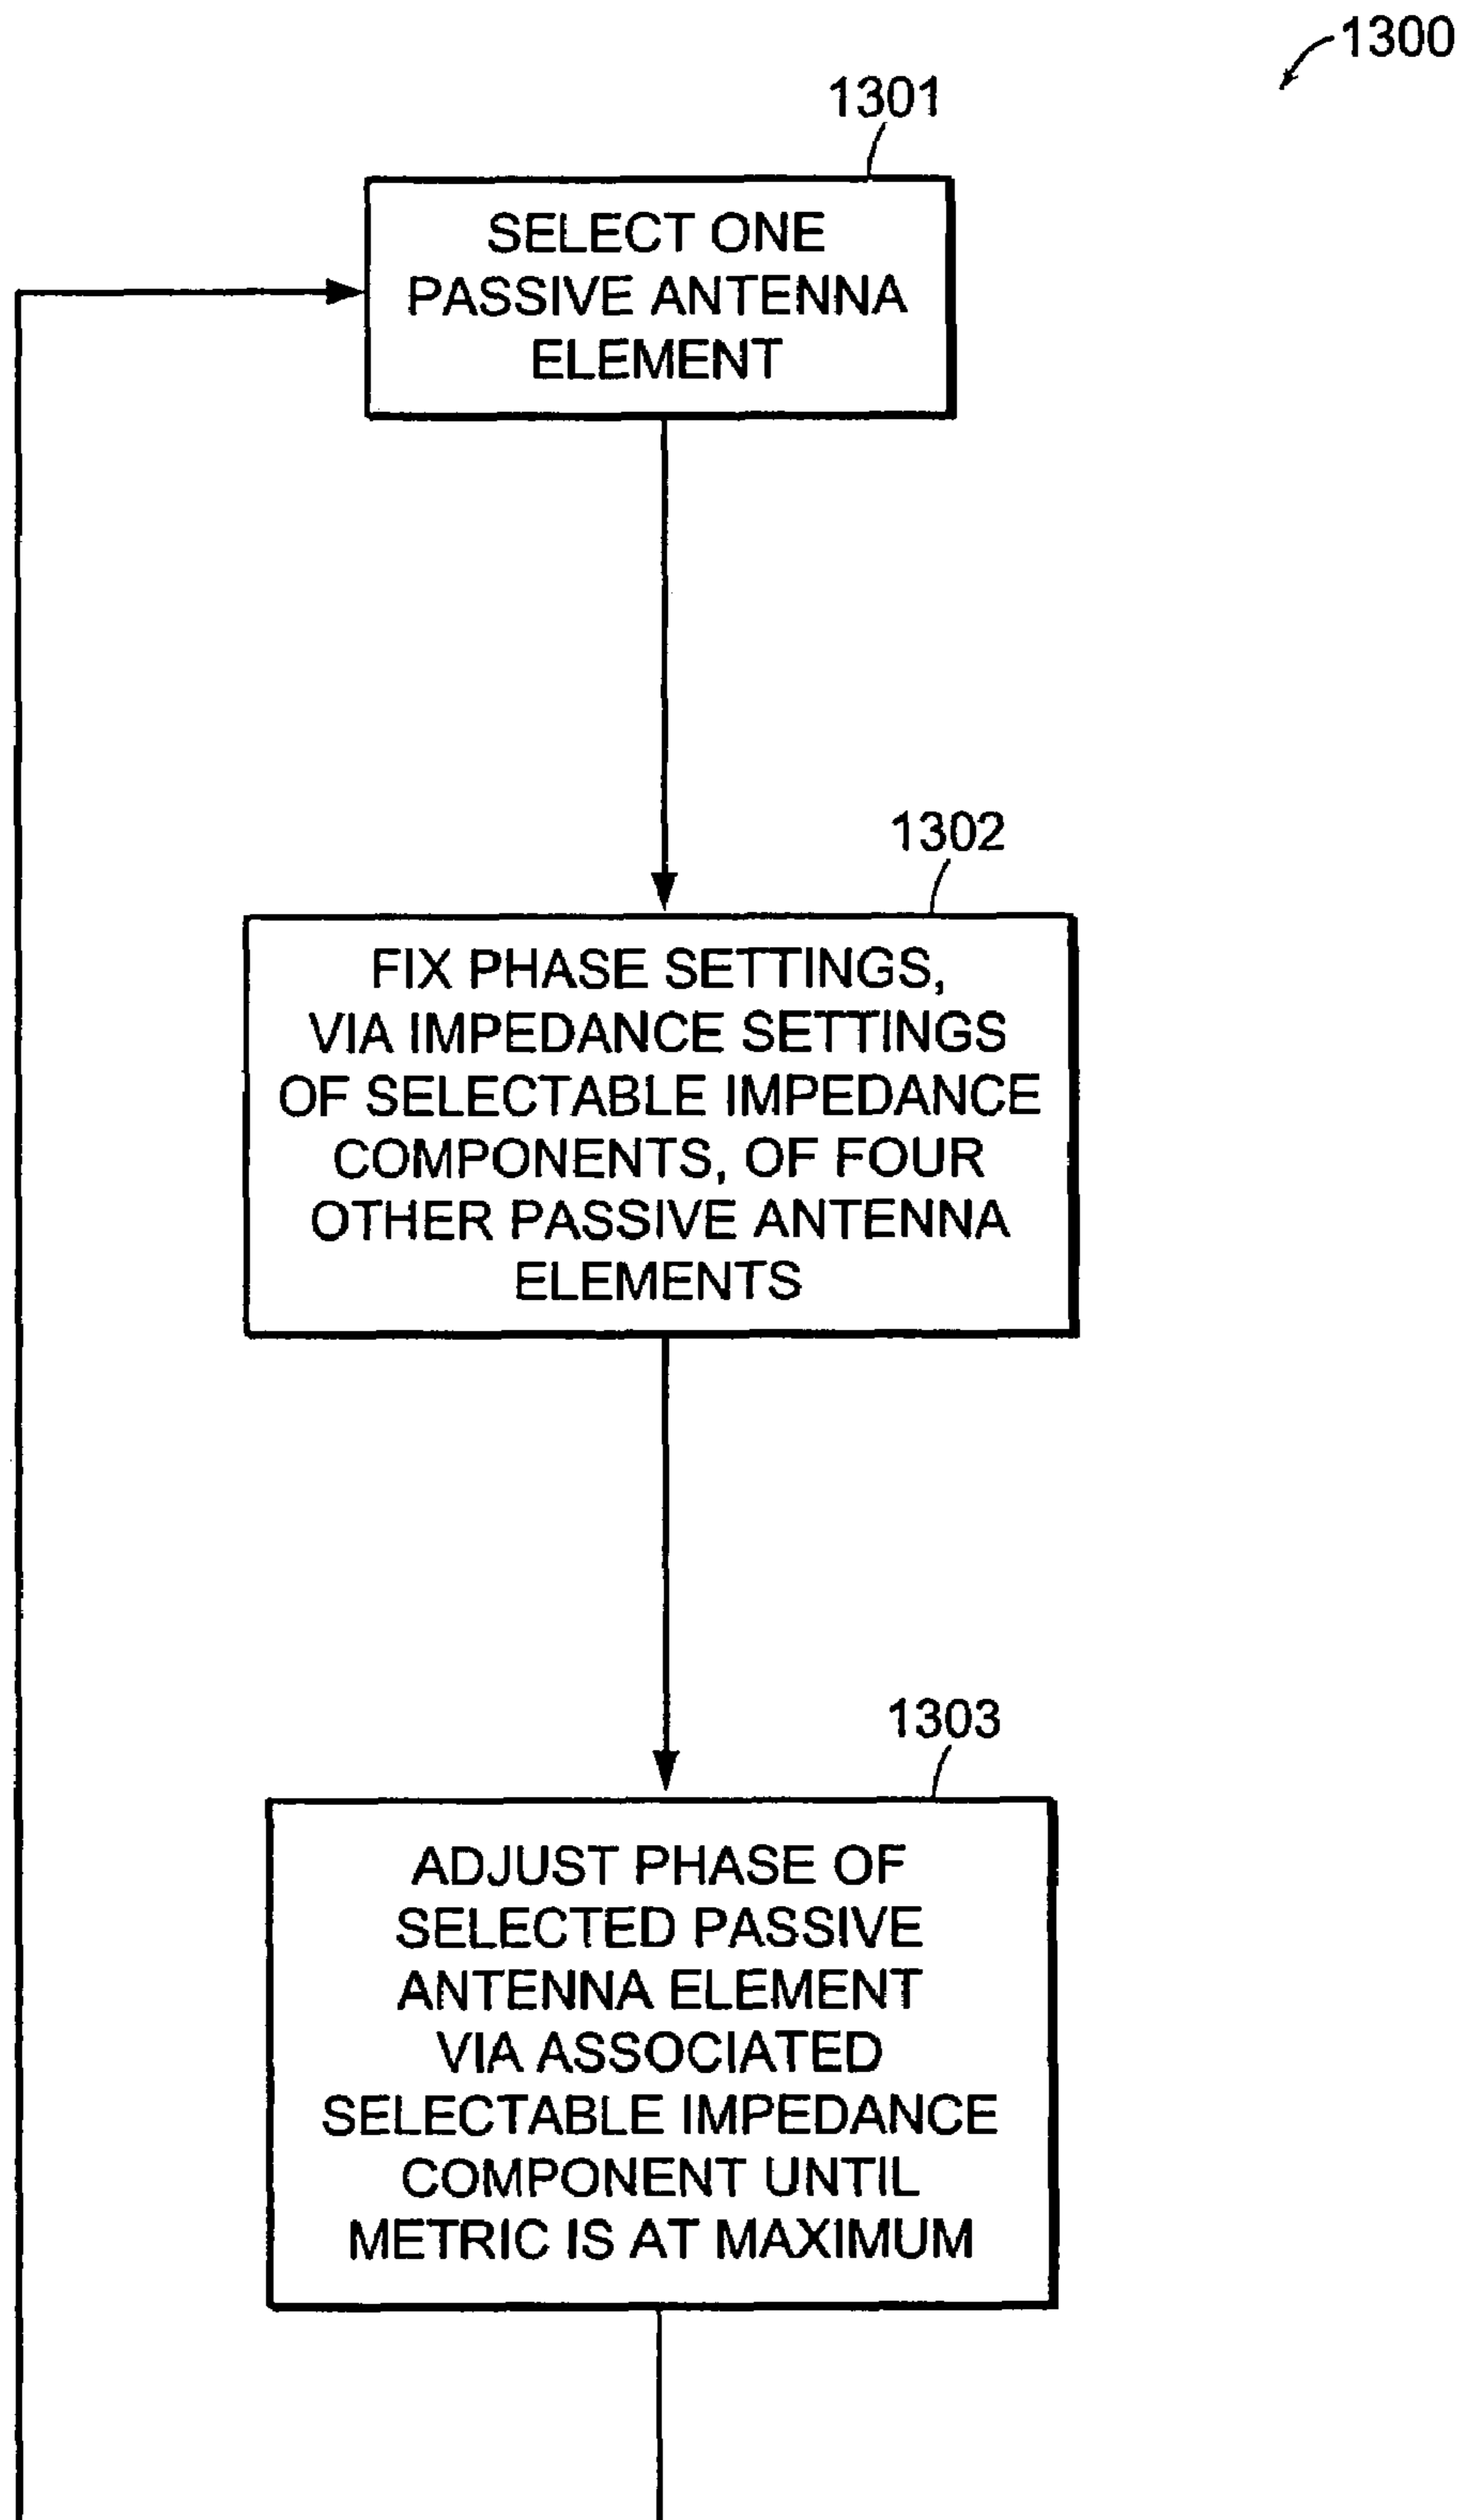 1300
1301
SELECT ONE
PASSIVE ANTENNA
ELEMENT
1302
FIX PHASE SETTINGS,
VIA IMPEDANCE SETTINGS
OF SELECTABLE IMPEDANCE
COMPONENTS, OF FOUR
OTHER PASSIVE ANTENNA
ELEMENTS
1303
ADJUST PHASE OF
SELECTED PASSIVE
ANTENNA ELEMENT
VIA ASSOCIATED
SELECTABLE IMPEDANCE
COMPONENT UNTIL
METRIC IS AT MAXIMUM